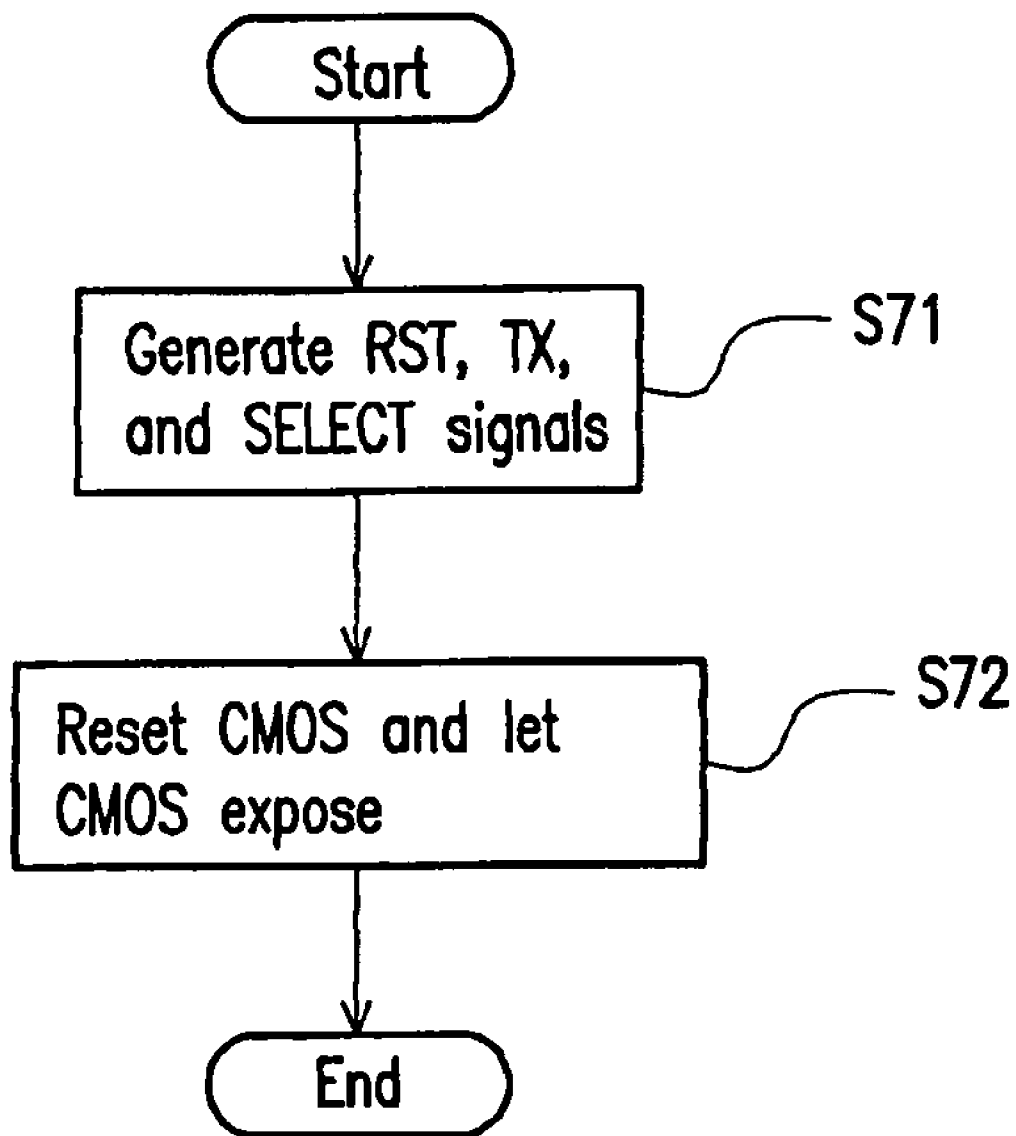 Start
Generate RST, TX,
and SELECT signals
S71
Reset CMOS and let
CMOS expose
S72
End